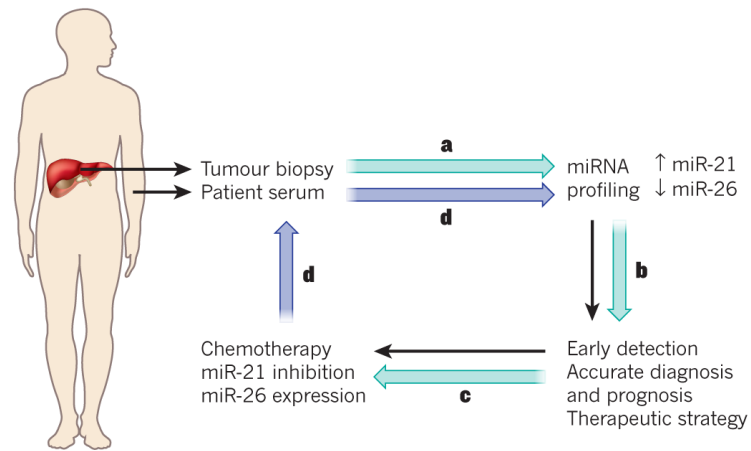 a
Tumour biopsy
Patient serum
d
miRNA ↑ miR-21
profiling ↓ miR-26
d
b
Chemotherapy
miR-21 inhibition
miR-26 expression
c
Early detection
Accurate diagnosis
and prognosis
Therapeutic strategy